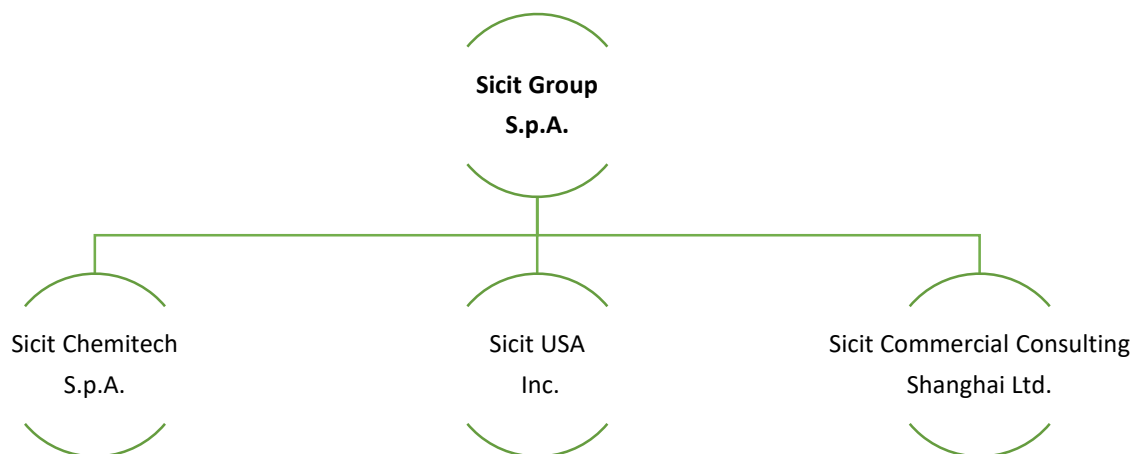 Sicit Group
S.p.A.
Sicit Chemitech
S.p.A.
Sicit USA
Inc.
Sicit Commercial Consulting
Shanghai Ltd.